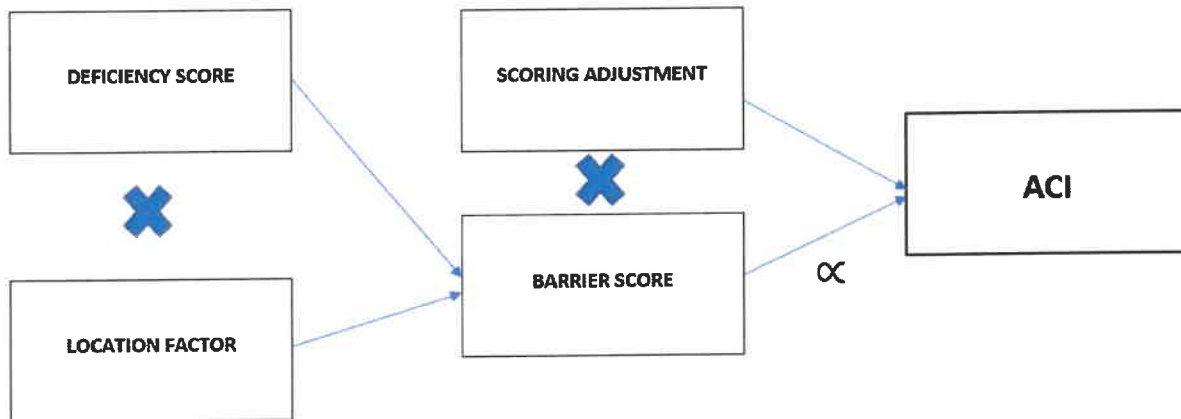 DEFICIENCY SCORE
SCORING ADJUSTMENT
ACI
BARRIER SCORE
∝
LOCATION FACTOR